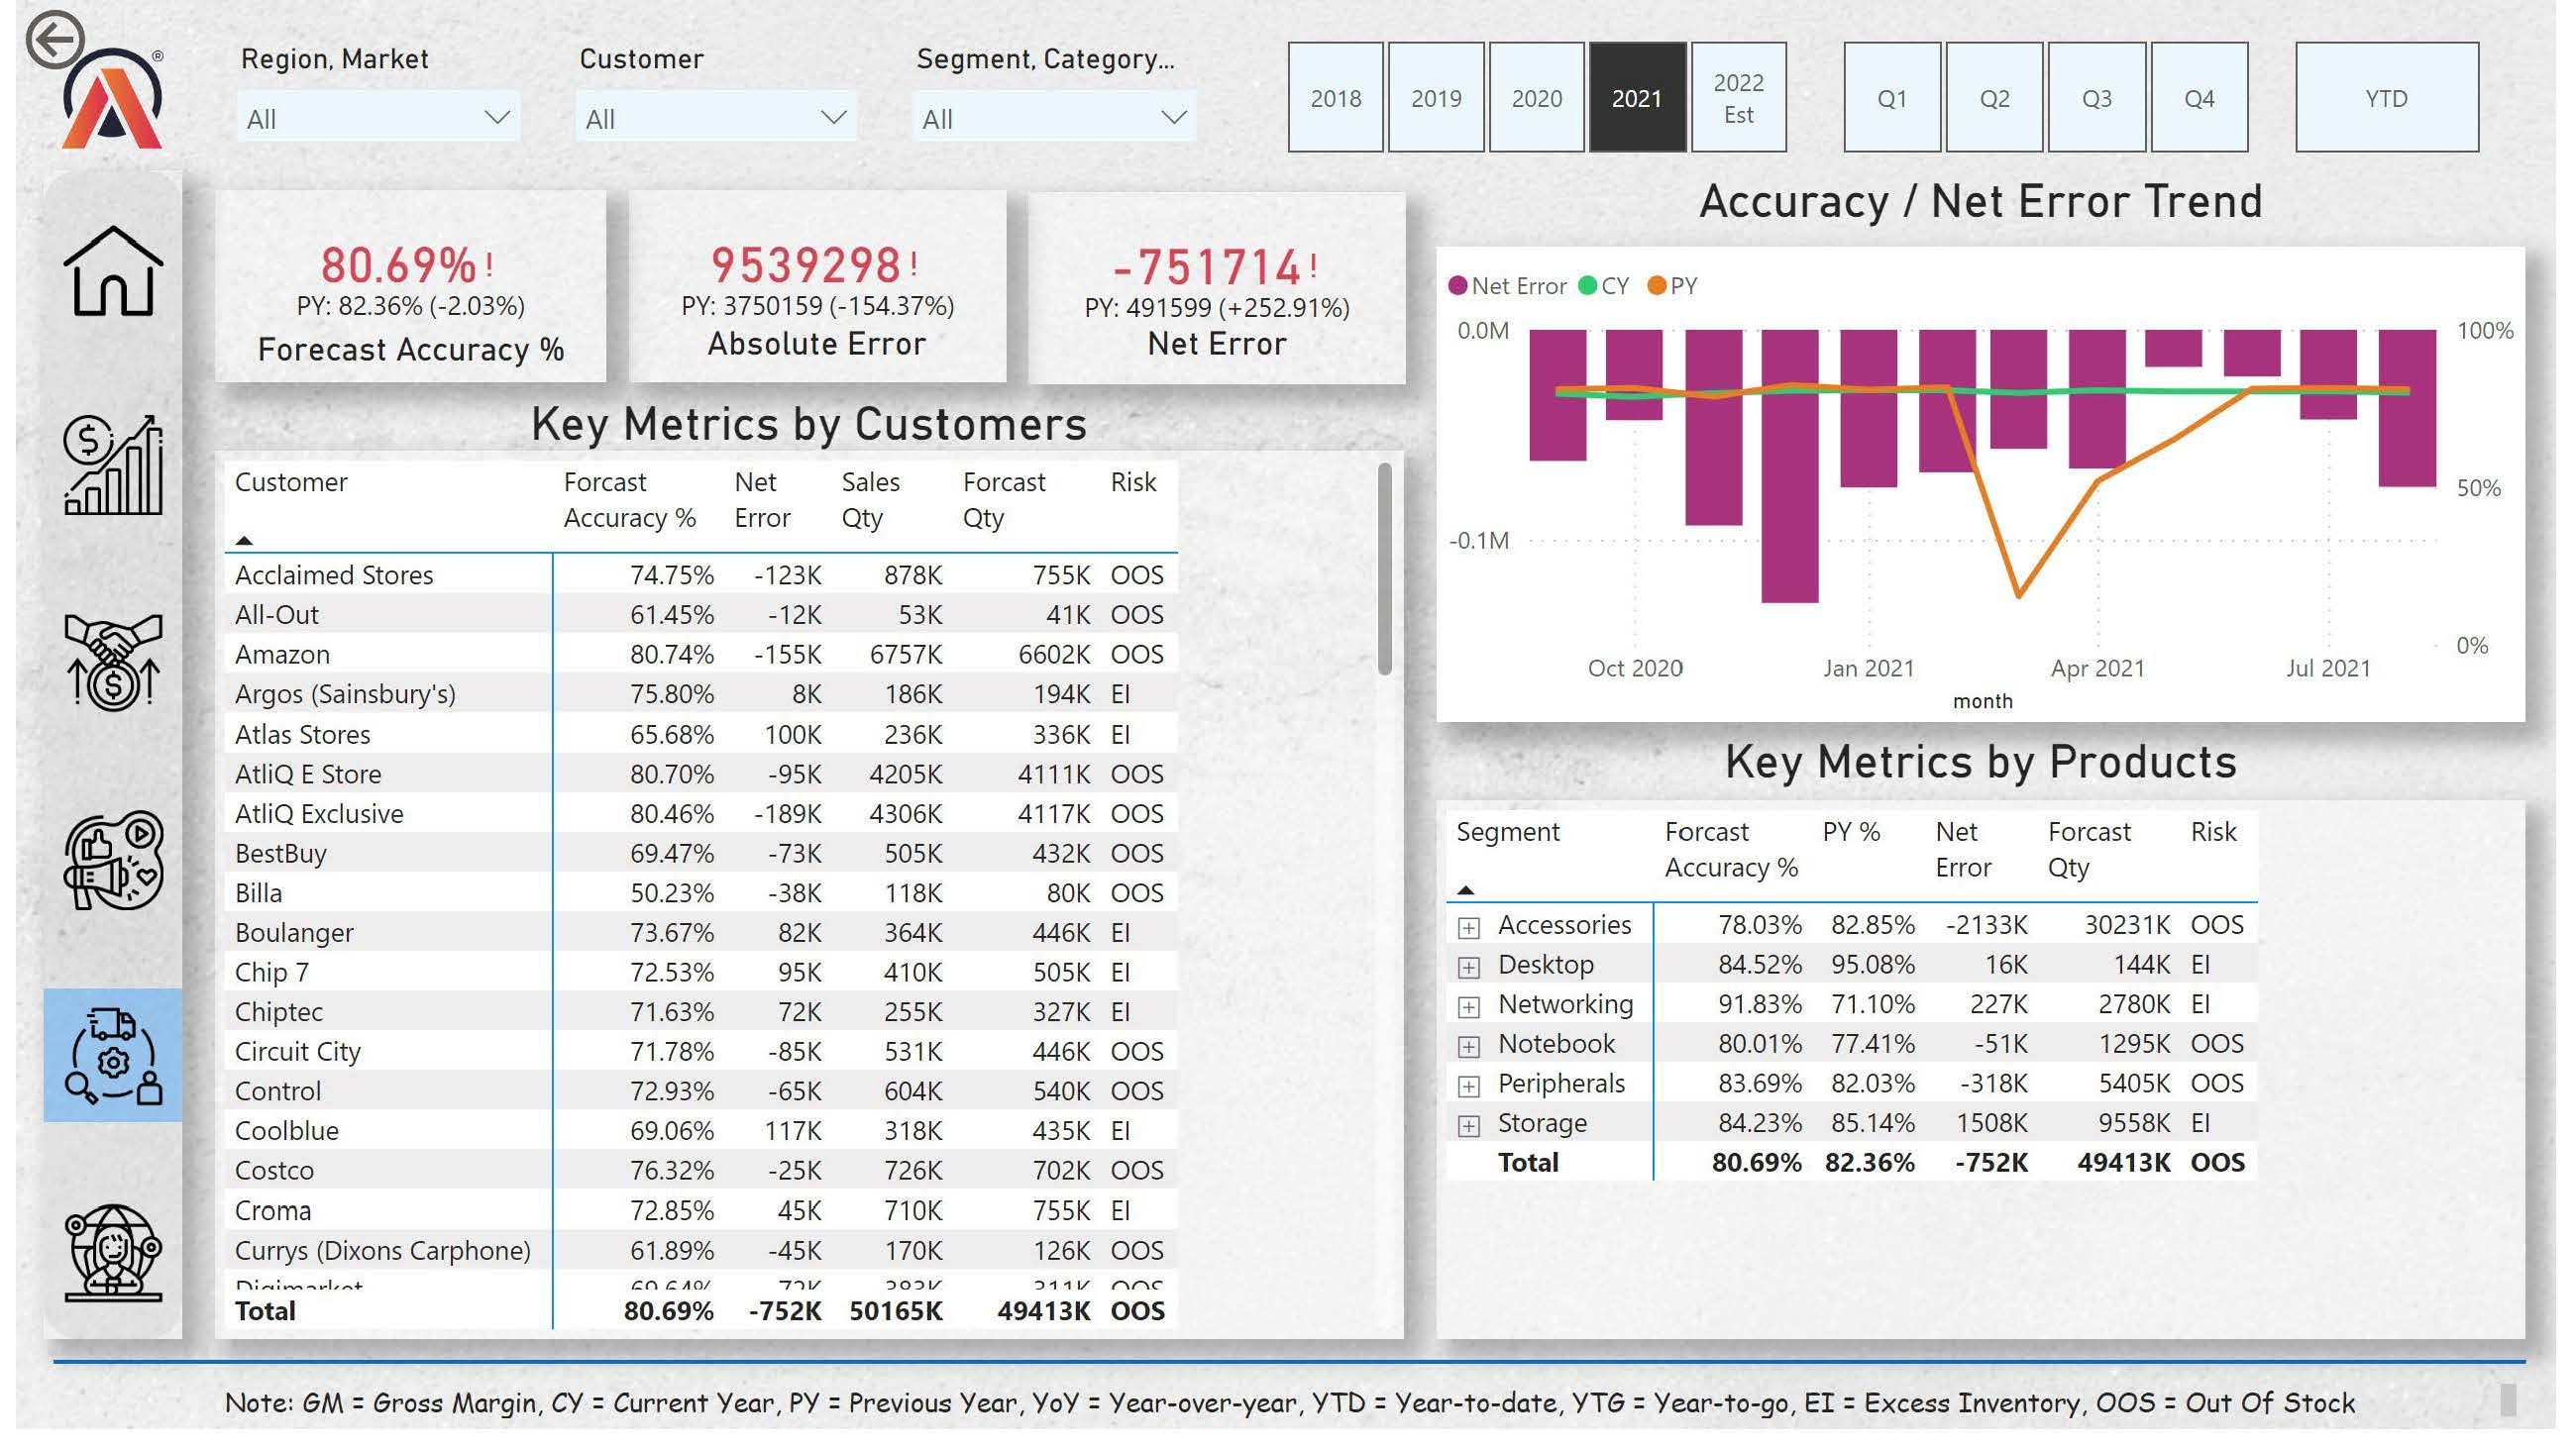 ®
Region, Market
Customer
Segment, Category...
All
All
All
2018
2019
2020
2021
2022
Est
Q1
Q2
Q3
Q4
YTD
80.69% !
PY: 82.36% (-2.03%)
Forecast Accuracy %
9539298 !
PY: 3750159 (-154.37%)
Absolute Error
-751714 !
PY: 491599 (+252.91%)
Net Error
Key Metrics by Customers
Customer Forcast Accuracy % Net Error Sales Qty Forcast Qty Risk
Acclaimed Stores 74.75% -123K 878K 755K OOS
All-Out 61.45% -12K 53K 41K OOS
Amazon 80.74% -155K 6757K 6602K OOS
Argos (Sainsbury's) 75.80% 8K 186K 194K EI
Atlas Stores 65.68% 100K 236K 336K EI
AtliQ E Store 80.70% -95K 4205K 4111K OOS
AtliQ Exclusive 80.46% -189K 4306K 4117K OOS
BestBuy 69.47% -73K 505K 432K OOS
Billa 50.23% -38K 118K 80K OOS
Boulanger 73.67% 82K 364K 446K EI
Chip 7 72.53% 95K 410K 505K EI
Chiptec 71.63% 72K 255K 327K EI
Circuit City 71.78% -85K 531K 446K OOS
Control 72.93% -65K 604K 540K OOS
Coolblue 69.06% 117K 318K 435K EI
Costco 76.32% -25K 726K 702K OOS
Croma 72.85% 45K 710K 755K EI
Currys (Dixons Carphone) 61.89% -45K 170K 126K OOS
Digimarket 69.64% -72K 383K 311K OOS
Total 80.69% -752K 50165K 49413K OOS
Accuracy / Net Error Trend
Net Error CY PY
0.0M
-0.1M
100%
50%
0%
Oct 2020 Jan 2021 Apr 2021 Jul 2021
month
Key Metrics by Products
Segment Forcast Accuracy % PY % Net Error Forcast Qty Risk
Accessories 78.03% 82.85% -2133K 30231K OOS
Desktop 84.52% 95.08% 16K 144K EI
Networking 91.83% 71.10% 227K 2780K EI
Notebook 80.01% 77.41% -51K 1295K OOS
Peripherals 83.69% 82.03% -318K 5405K OOS
Storage 84.23% 85.14% 1508K 9558K EI
Total 80.69% 82.36% -752K 49413K OOS
Note: GM = Gross Margin, CY = Current Year, PY = Previous Year, YoY = Year-over-year, YTD = Year-to-date, YTG = Year-to-go, EI = Excess Inventory, OOS = Out Of Stock